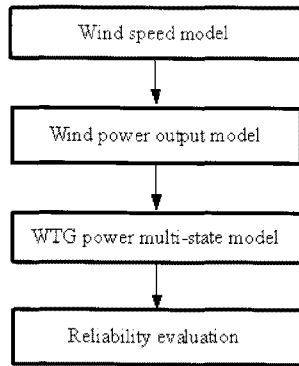 Wind speed model
Wind power output model
WTG power multi-state model
Reliability evaluation